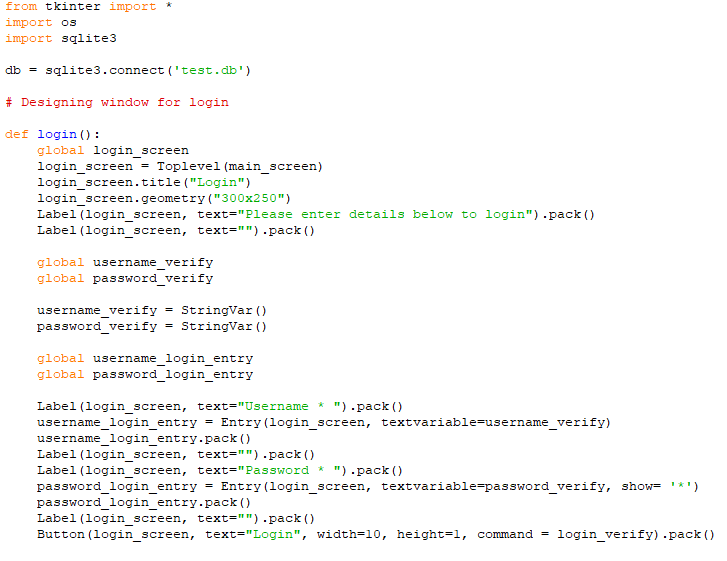 from tkinter import *
import os
import sqlite3
db = sqlite3.connect('test.db')
# Designing window for login
def login():
    global login_screen
    login_screen = Toplevel(main_screen)
    login_screen.title("Login")
    login_screen.geometry("300x250")
    Label(login_screen, text="Please enter details below to login").pack()
    Label(login_screen, text="").pack()
    global username_verify
    global password_verify
    username_verify = StringVar()
    password_verify = StringVar()
    global username_login_entry
    global password_login_entry
    Label(login_screen, text="Username * ").pack()
    username_login_entry = Entry(login_screen, textvariable=username_verify)
    username_login_entry.pack()
    Label(login_screen, text="").pack()
    Label(login_screen, text="Password * ").pack()
    password_login_entry = Entry(login_screen, textvariable=password_verify, show= '*')
    password_login_entry.pack()
    Label(login_screen, text="").pack()
    Button(login_screen, text="Login", width=10, height=1, command = login_verify).pack()